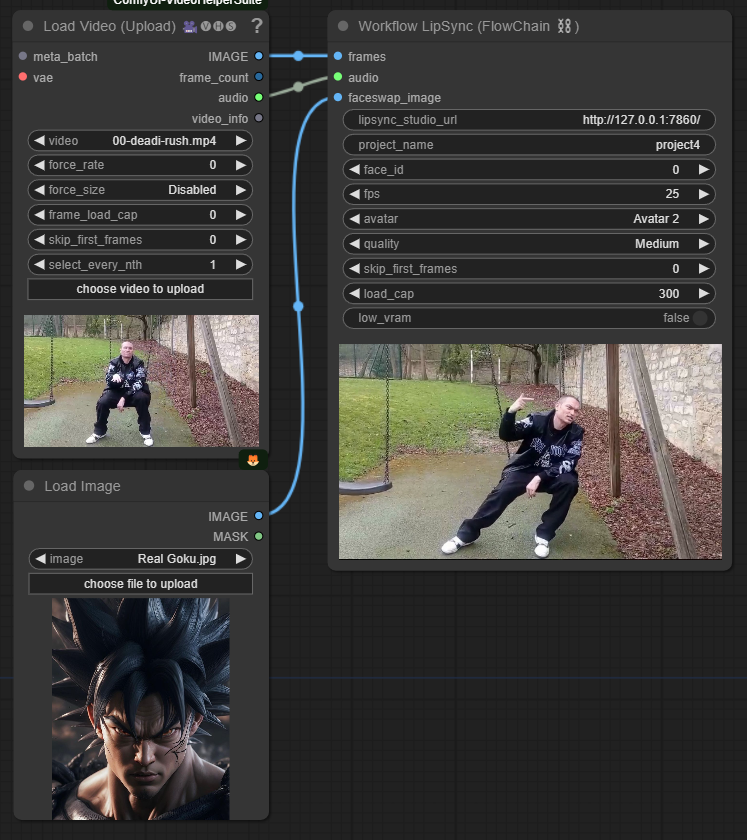 ComfyUI-VideoHelperSuite
Load Video (Upload) 🎥🅥🅗🅢 ?
meta_batch IMAGE
vae frame_count
audio
video_info
video 00-deadi-rush.mp4
force_rate 0
force_size Disabled
frame_load_cap 0
skip_first_frames 0
select_every_nth 1
choose video to upload
Load Image
IMAGE
MASK
image Real Goku.jpg
choose file to upload
Workflow LipSync (FlowChain ⛓️)
frames
audio
faceswap_image
lipsync_studio_url http://127.0.0.1:7860/
project_name project4
face_id 0
fps 25
avatar Avatar 2
quality Medium
skip_first_frames 0
load_cap 300
low_vram false